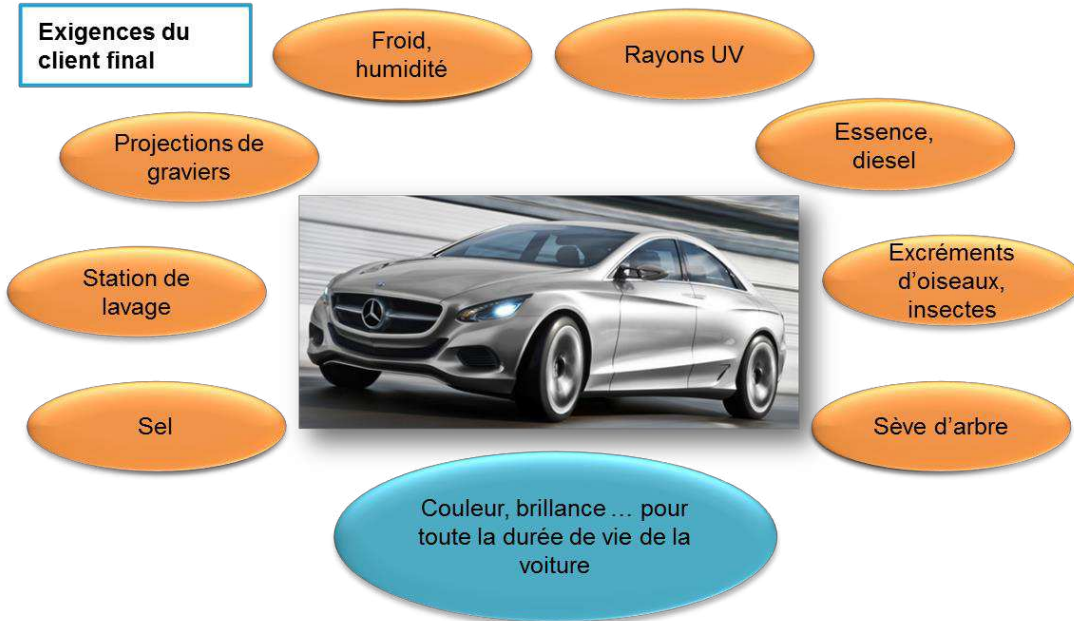 Exigences du
client final
Froid,
humidité
Rayons UV
Projections de
graviers
Essence,
diesel
Station de
lavage
Excréments
d’oiseaux,
insectes
Sel
Sève d’arbre
Couleur, brillance … pour
toute la durée de vie de la
voiture